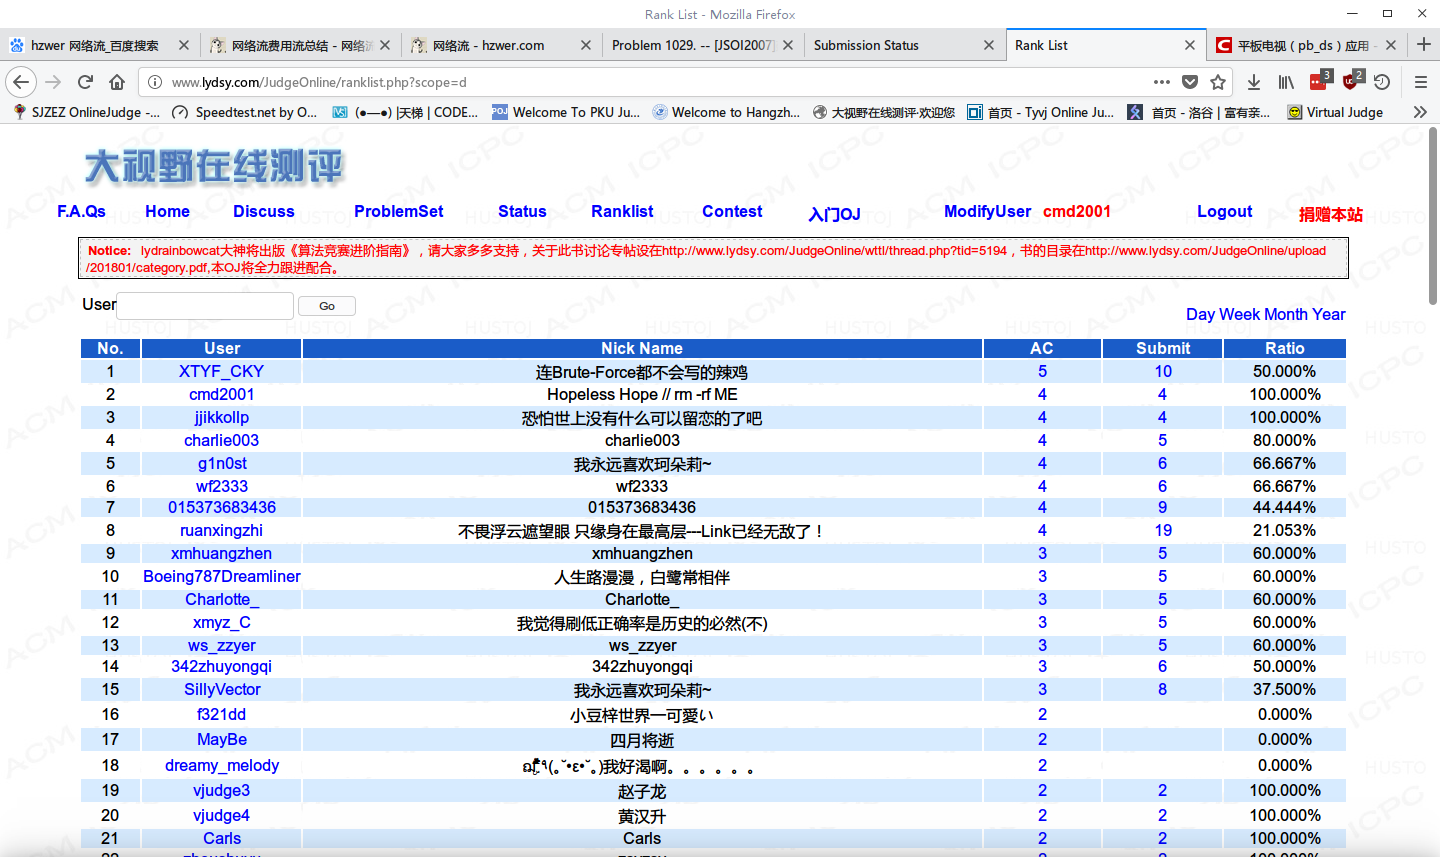 Rank List - Mozilla Firefox
hzwer 网络流_百度搜索
网络流费用流总结 - 网络
网络流 - hzwer.com
Problem 1029. -- [JSOI2007]
Submission Status
Rank List
平板电视（pb_ds）应用 -
www.lydsy.com/JudgeOnline/ranklist.php?scope=d
3
2
SJZEZ OnlineJudge -...
Speedtest.net by O...
(●—●) |天梯 | CODE...
Welcome To PKU Ju...
Welcome to Hangzh...
大视野在线测评·欢迎您
首页 - Tyvj Online Ju...
首页 - 洛谷 | 富有亲...
Virtual Judge
大视野在线测评
F.A.Qs Home Discuss ProblemSet Status Ranklist Contest 入门OJ ModifyUser cmd2001 Logout 捐赠本站
Notice: lydrainbowcat大神将出版《算法竞赛进阶指南》，请大家多多支持，关于此书讨论专帖设在http://www.lydsy.com/JudgeOnline/wttl/thread.php?tid=5194，书的目录在http://www.lydsy.com/JudgeOnline/upload
/201801/category.pdf,本OJ将全力跟进配合。
User Go
Day Week Month Year
No. User Nick Name AC Submit Ratio
1 XTYF_CKY 连Brute-Force都不会写的辣鸡 5 10 50.000%
2 cmd2001 Hopeless Hope // rm -rf ME 4 4 100.000%
3 jjikkollp 恐怕世上没有什么可以留恋的了吧 4 4 100.000%
4 charlie003 charlie003 4 5 80.000%
5 g1n0st 我永远喜欢珂朵莉~ 4 6 66.667%
6 wf2333 wf2333 4 6 66.667%
7 015373683436 015373683436 4 9 44.444%
8 ruanxingzhi 不畏浮云遮望眼 只缘身在最高层---Link已经无敌了！ 4 19 21.053%
9 xmhuangzhen xmhuangzhen 3 5 60.000%
10 Boeing787Dreamliner 人生路漫漫，白鹭常相伴 3 5 60.000%
11 Charlotte_ Charlotte_ 3 5 60.000%
12 xmyz_C 我觉得刷低正确率是历史的必然(不) 3 5 60.000%
13 ws_zzyer ws_zzyer 3 5 60.000%
14 342zhuyongqi 342zhuyongqi 3 6 50.000%
15 SillyVector 我永远喜欢珂朵莉~ 3 8 37.500%
16 f321dd 小豆梓世界一可愛い 2 0.000%
17 MayBe 四月将逝 2 0.000%
18 dreamy_melody (｡˘•ε•˘｡)我好渴啊。。。。。。 2 0.000%
19 vjudge3 赵子龙 2 2 100.000%
20 vjudge4 黄汉升 2 2 100.000%
21 Carls Carls 2 2 100.000%